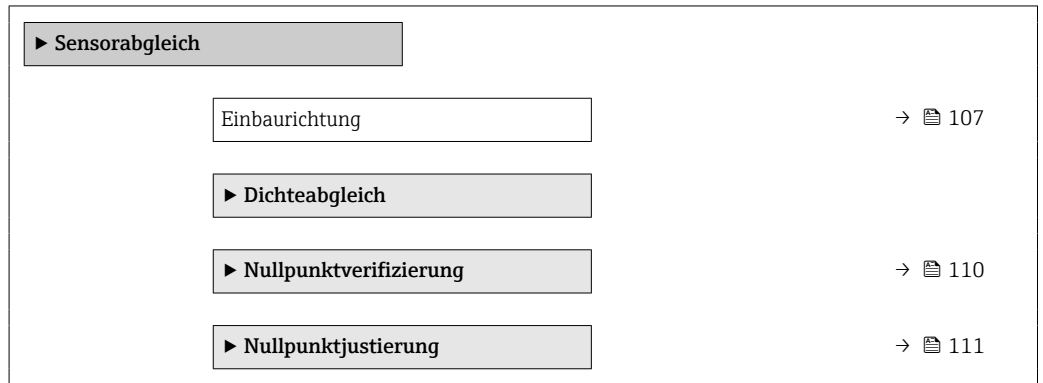 ▶ Sensorabgleich
Einbaurichtung → 107
▶ Dichteabgleich
▶ Nullpunktverifizierung → 110
▶ Nullpunktjustierung → 111